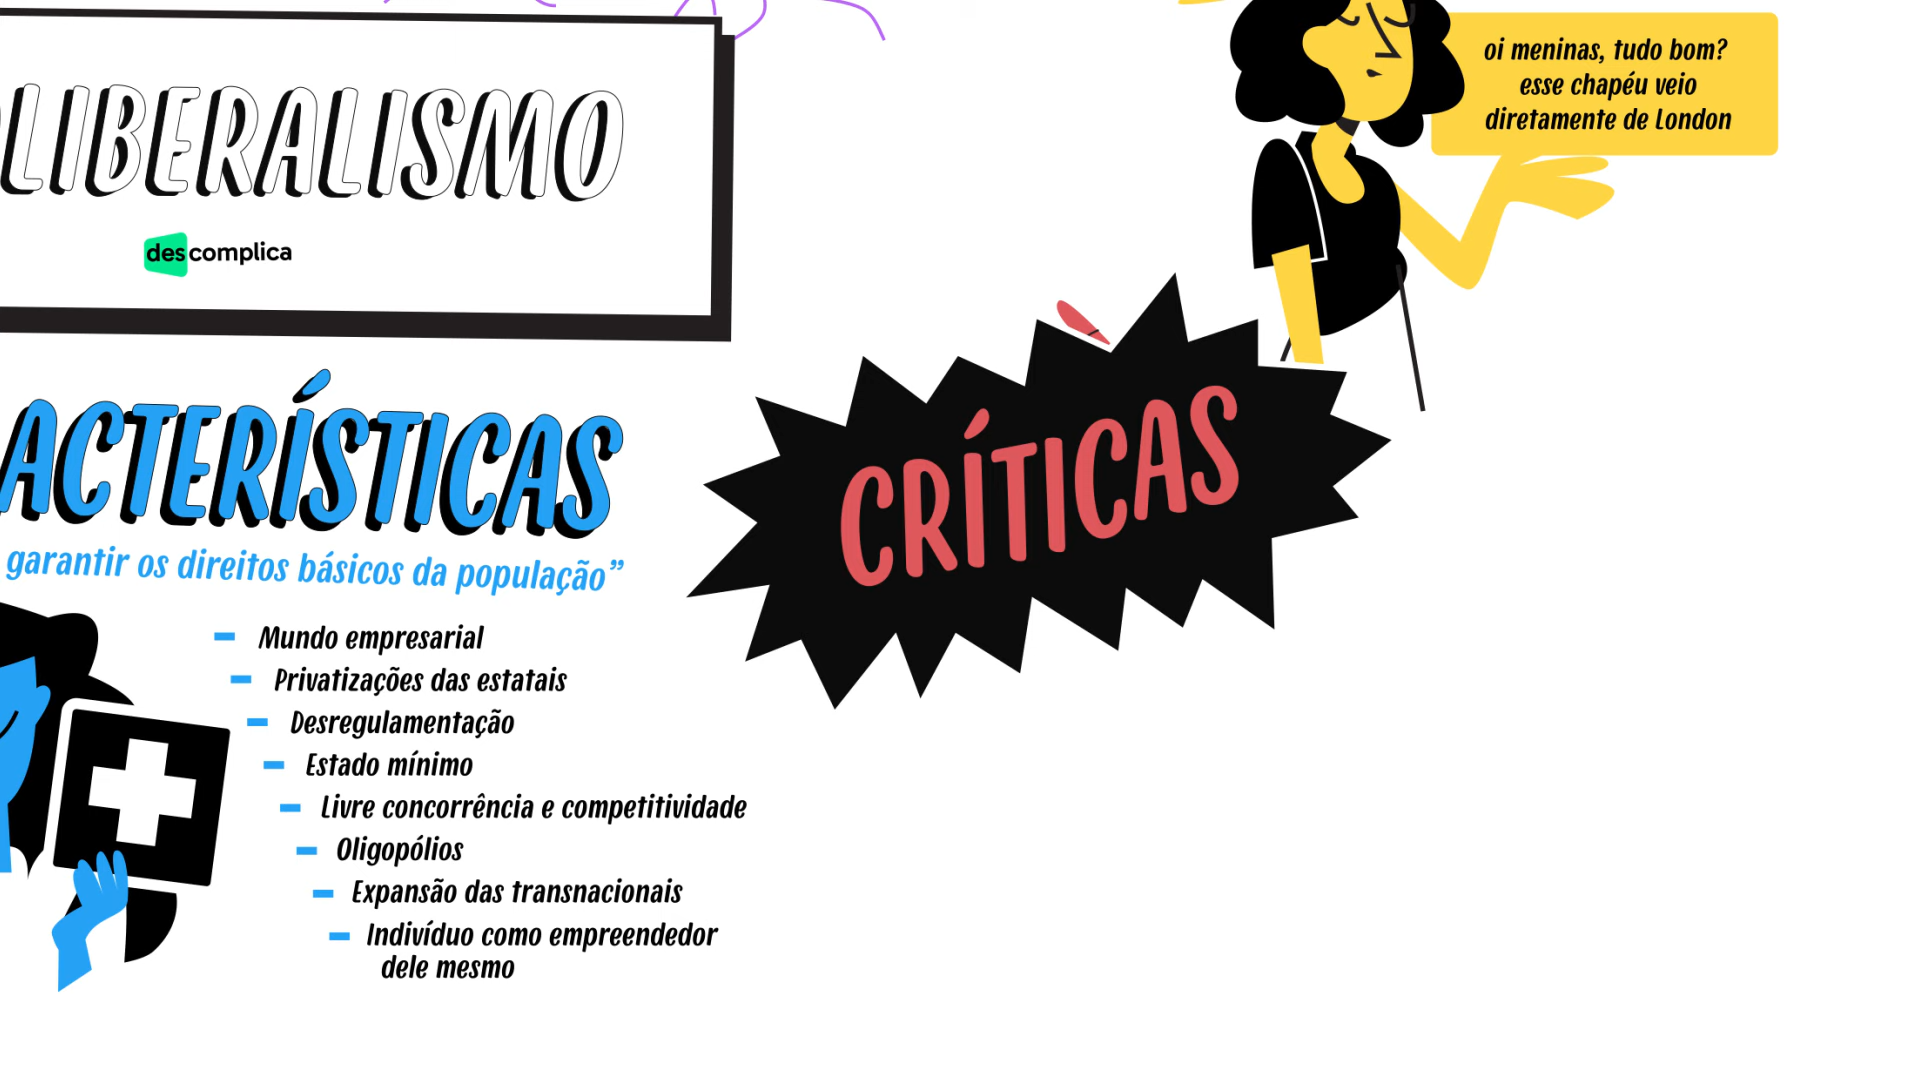 OLIBERALISMO
descomplica
ACTERÍSTICAS
garantir os direitos básicos da população”
Mundo empresarial
Privatizações das estatais
Desregulamentação
Estado mínimo
Livre concorrência e competitividade
Oligopólios
Expansão das transnacionais
Indivíduo como empreendedor
dele mesmo
CRÍTICAS
oi meninas, tudo bom?
esse chapéu veio
diretamente de London